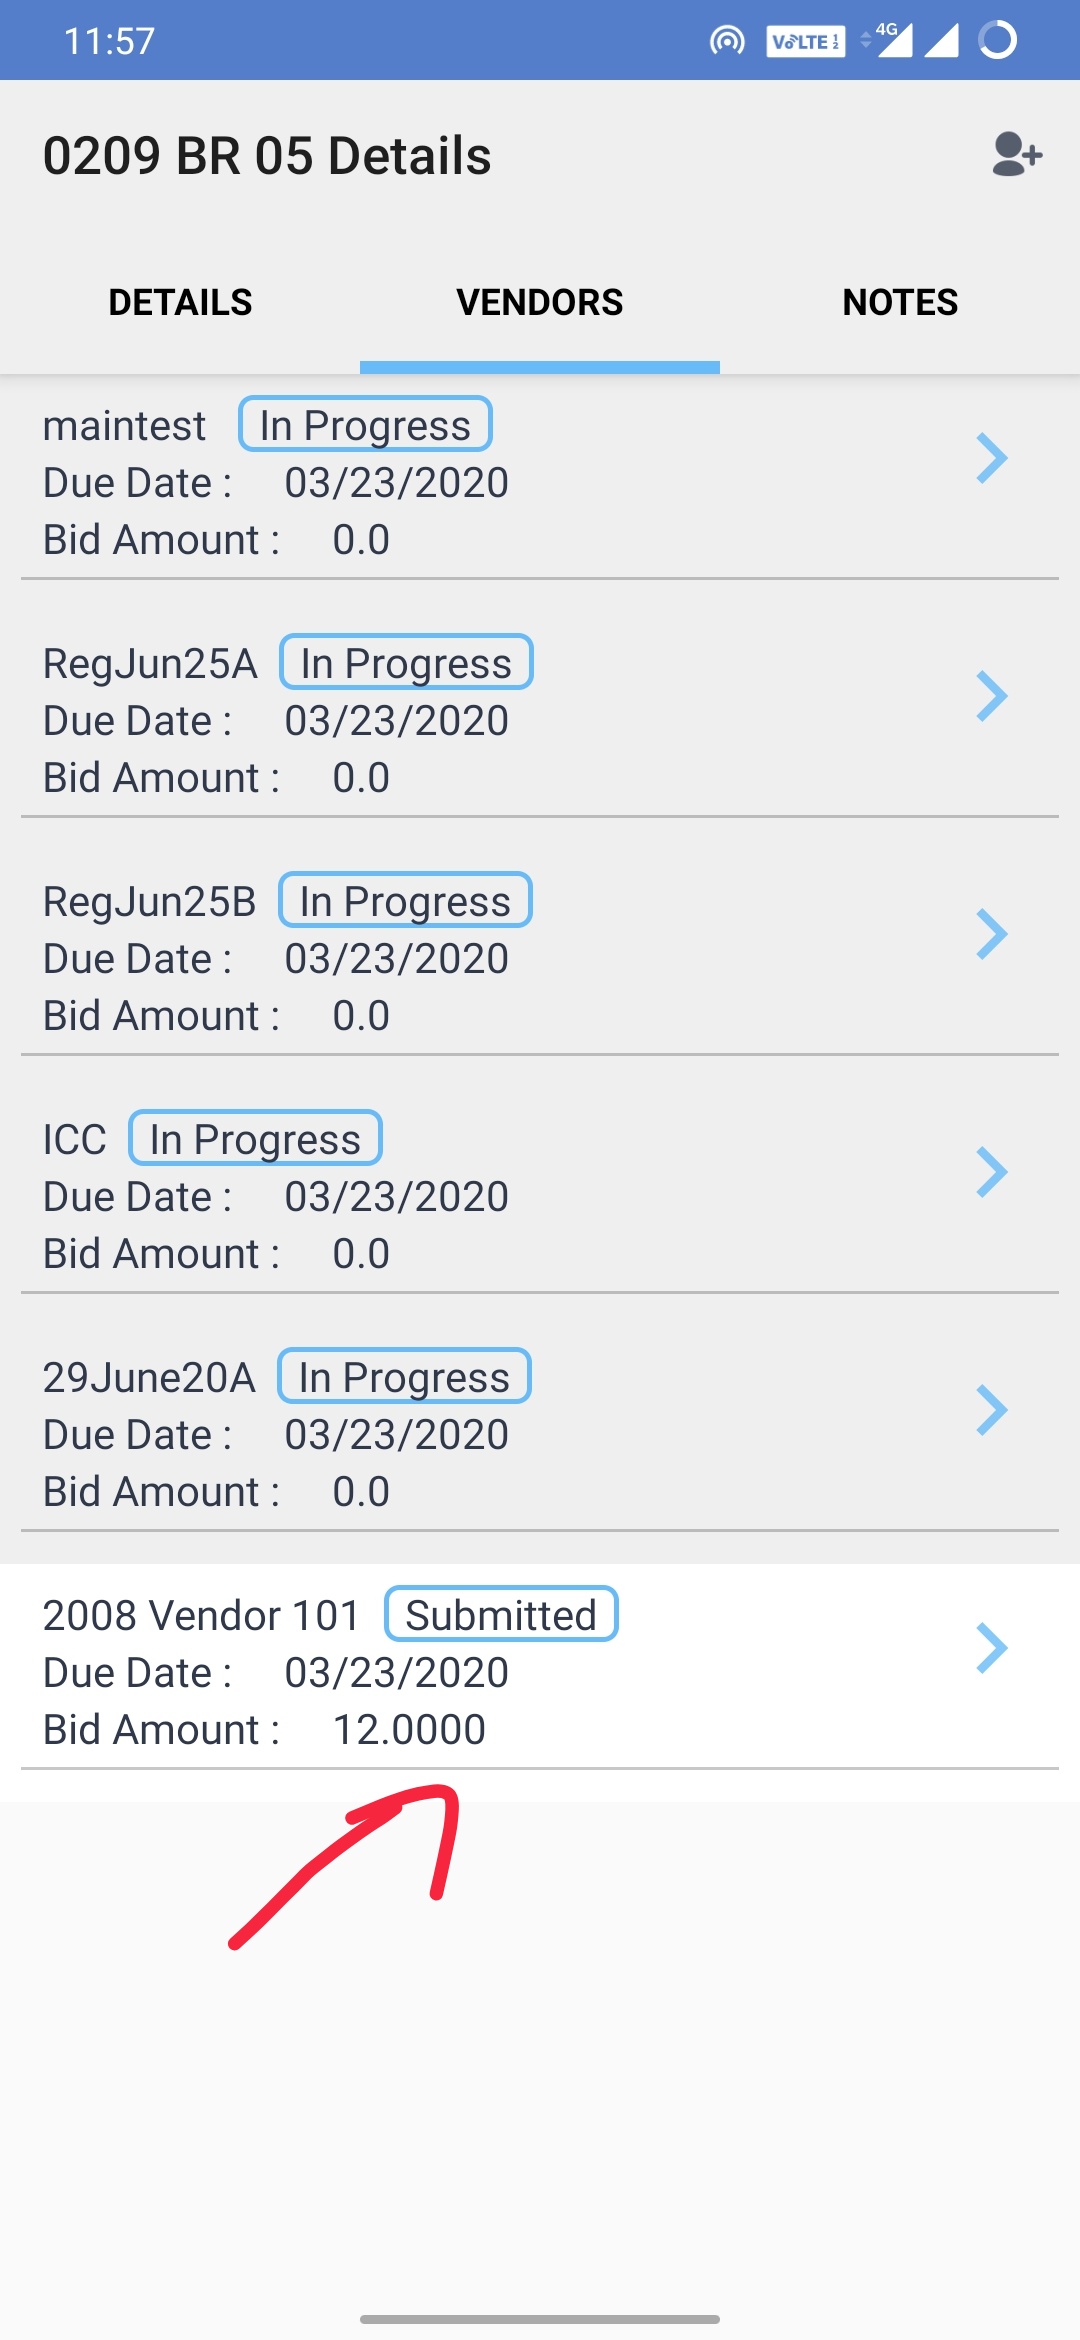 11:57
VoLTE 1 2 4G
0209 BR 05 Details
DETAILS VENDORS NOTES
maintest In Progress
Due Date : 03/23/2020
Bid Amount : 0.0
RegJun25A In Progress
Due Date : 03/23/2020
Bid Amount : 0.0
RegJun25B In Progress
Due Date : 03/23/2020
Bid Amount : 0.0
ICC In Progress
Due Date : 03/23/2020
Bid Amount : 0.0
29June20A In Progress
Due Date : 03/23/2020
Bid Amount : 0.0
2008 Vendor 101 Submitted
Due Date : 03/23/2020
Bid Amount : 12.0000